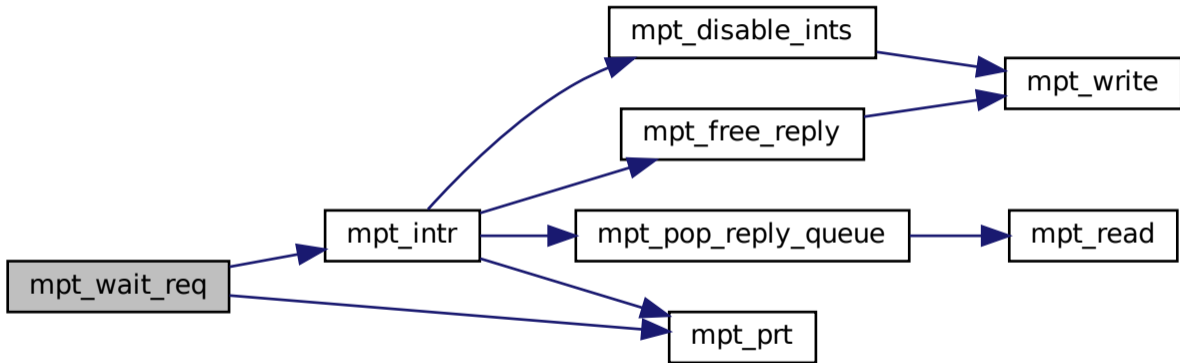 mpt_disable_ints
mpt_write
mpt_free_reply
mpt_intr
mpt_pop_reply_queue
mpt_read
mpt_wait_req
mpt_prt